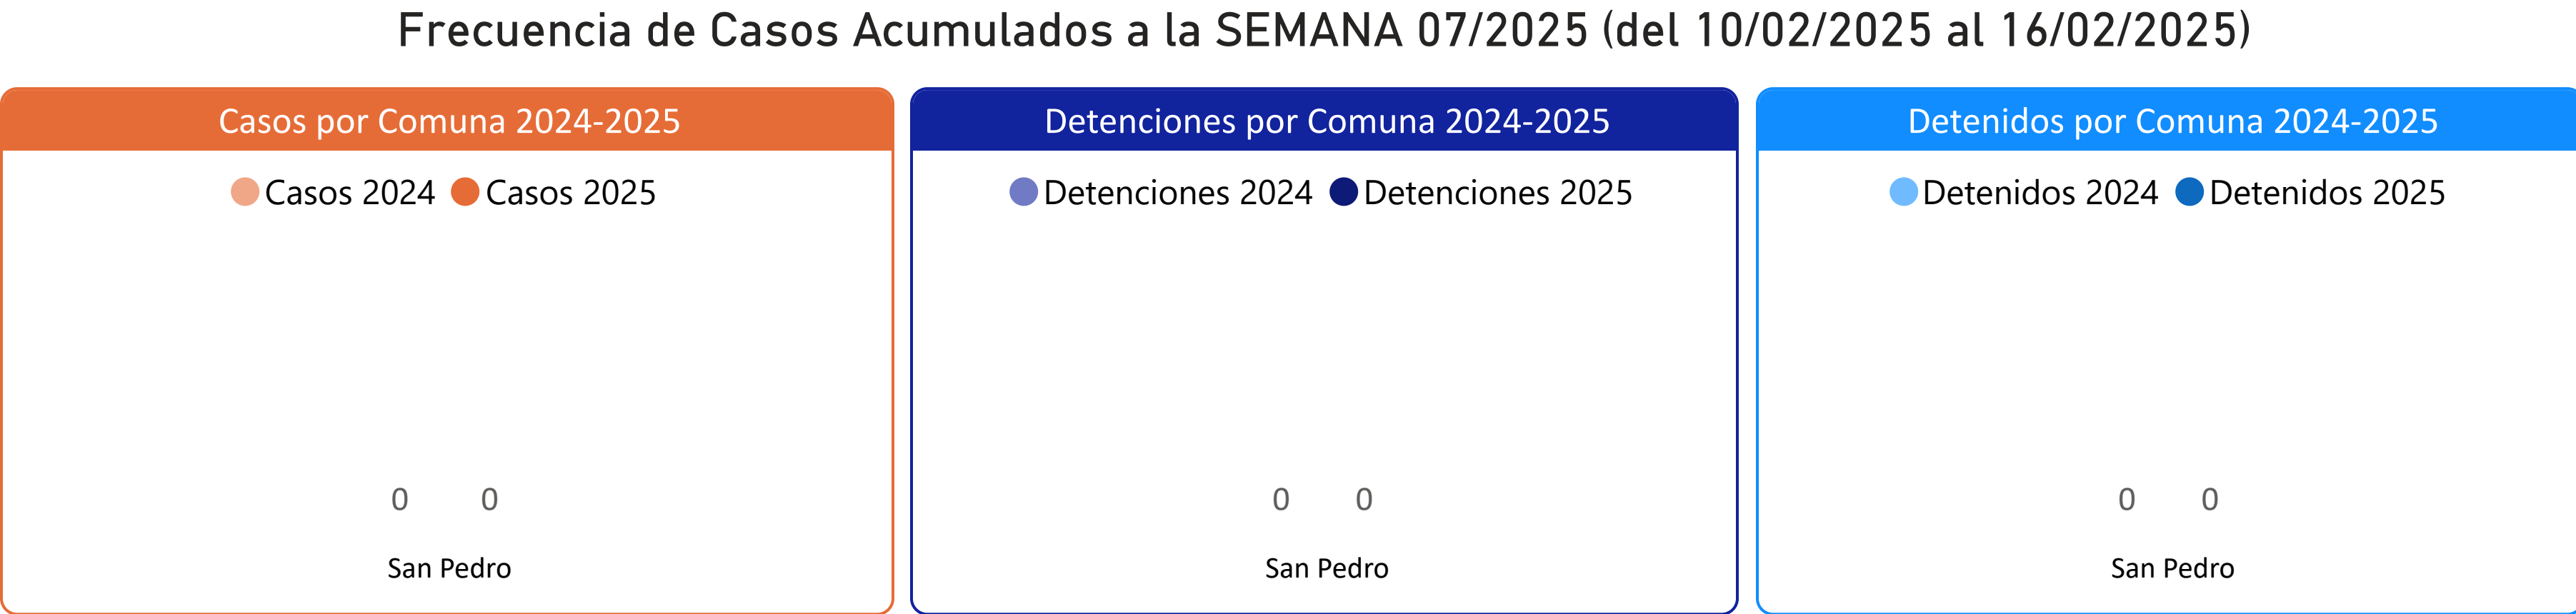 Frecuencia de Casos Acumulados a la SEMANA 07/2025 (del 10/02/2025 al 16/02/2025)
Casos por Comuna 2024-2025
Casos 2024 Casos 2025
0 0
San Pedro
Detenciones por Comuna 2024-2025
Detenciones 2024 Detenciones 2025
0 0
San Pedro
Detenidos por Comuna 2024-2025
Detenidos 2024 Detenidos 2025
0 0
San Pedro